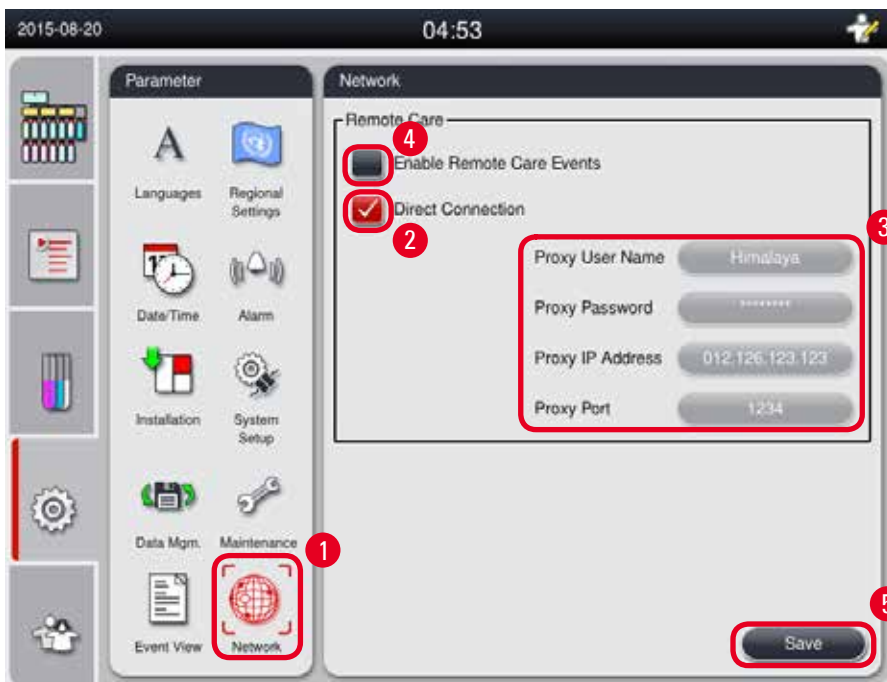 2015-08-20
04:53
Parameter
Languages
Regional
Settings
Date/Time
Alarm
Installation
System
Setup
Data Mgm.
Maintenance
1
Event View
Network
Network
Remote Care
4
Enable Remote Care Events
Direct Connection
2
3
Proxy User Name
Himalaya
Proxy Password
********
Proxy IP Address
012.126.123.123
Proxy Port
1234
5
Save